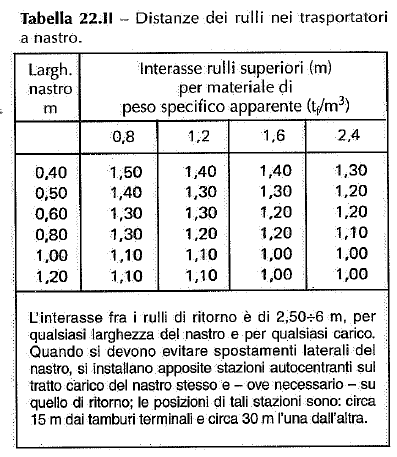 Tabella 22.II – Distanze dei rulli nei trasportatori
a nastro.
Largh. nastro m
Interasse rulli superiori (m)
per materiale di
peso specifico apparente (tf/m³)
0,8 1,2 1,6 2,4
0,40 1,50 1,40 1,40 1,30
0,50 1,40 1,30 1,30 1,20
0,60 1,30 1,30 1,20 1,20
0,80 1,30 1,20 1,20 1,10
1,00 1,10 1,10 1,00 1,00
1,20 1,10 1,10 1,00 1,00
L'interasse fra i rulli di ritorno è di 2,50÷6 m, per
qualsiasi larghezza del nastro e per qualsiasi carico.
Quando si devono evitare spostamenti laterali del
nastro, si installano apposite stazioni autocentranti sul
tratto carico del nastro stesso e – ove necessario – su
quello di ritorno; le posizioni di tali stazioni sono: circa
15 m dai tamburi terminali e circa 30 m l'una dall'altra.